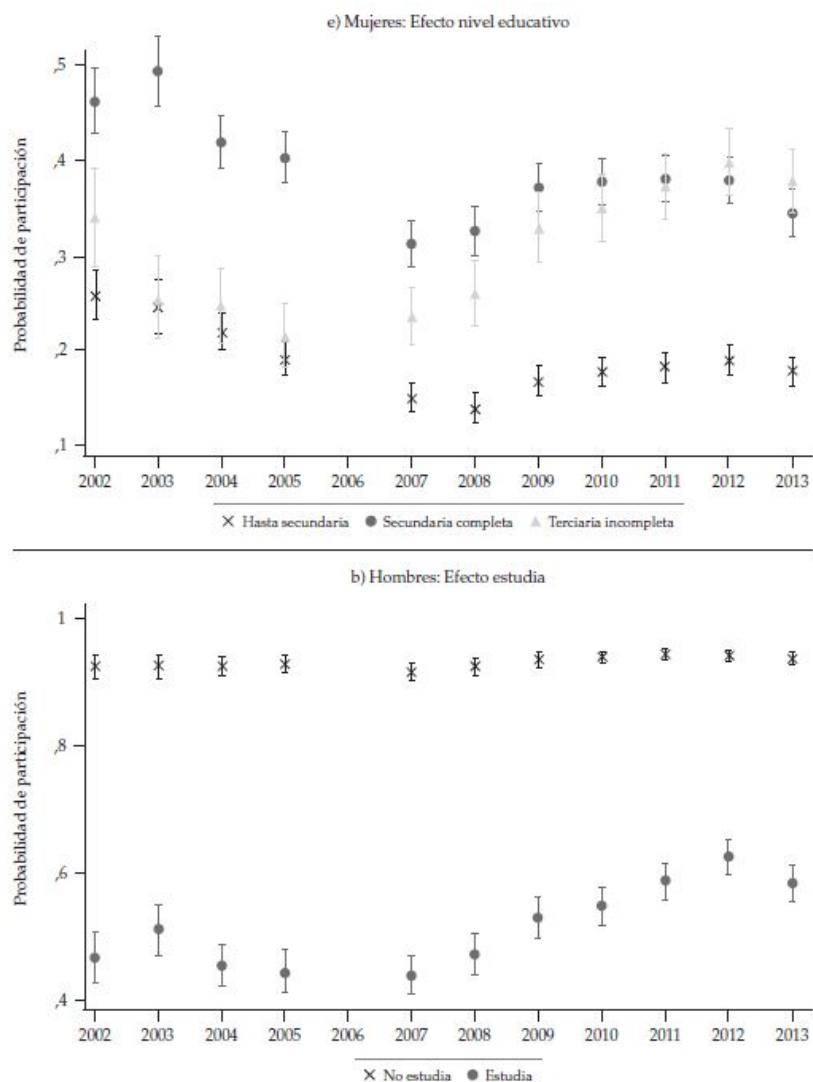 e) Mujeres: Efecto nivel educativo
Probabilidad de participación
,5
,4
,3
,2
,1
2002 2003 2004 2005 2006 2007 2008 2009 2010 2011 2012 2013
Hasta secundaria Secundaria completa Terciaria incompleta
b) Hombres: Efecto estudia
Probabilidad de participación
1
,8
,6
,4
2002 2003 2004 2005 2006 2007 2008 2009 2010 2011 2012 2013
No estudia Estudia